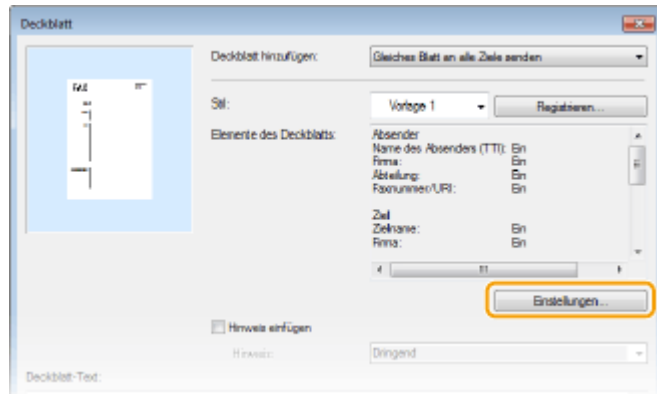 Deckblatt
Deckblatt hinzufügen: Gleiches Blatt an alle Ziele senden
FAX
Stil: Vorlage 1 Registrieren...
Elemente des Deckblatts: Absender
Name des Absenders (TTI): Ein
Firma: Ein
Abteilung: Ein
Faxnummer/URI: Ein
Ziel
Zielname: Ein
Firma: Ein
Einstellungen...
Hinweis einfügen
Hinweis: Dringend
Deckblatt-Text: